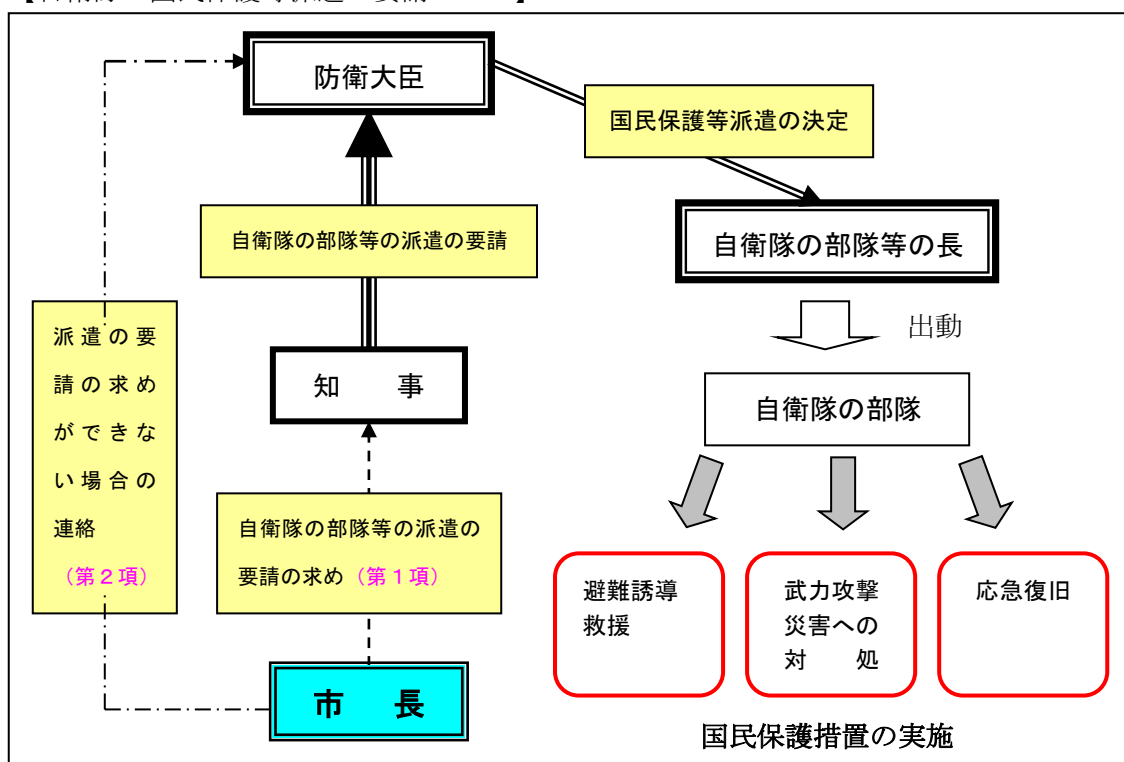 防衛大臣
国民保護等派遣の決定
自衛隊の部隊等の派遣の要請
自衛隊の部隊等の長
出動
派遣の要
請の求め
ができな
い場合の
連絡
（第２項）
知　　事
自衛隊の部隊
自衛隊の部隊等の派遣の
要請の求め（第１項）
避難誘導
救援
武力攻撃
災害への
対　　処
応急復旧
市　長
国民保護措置の実施